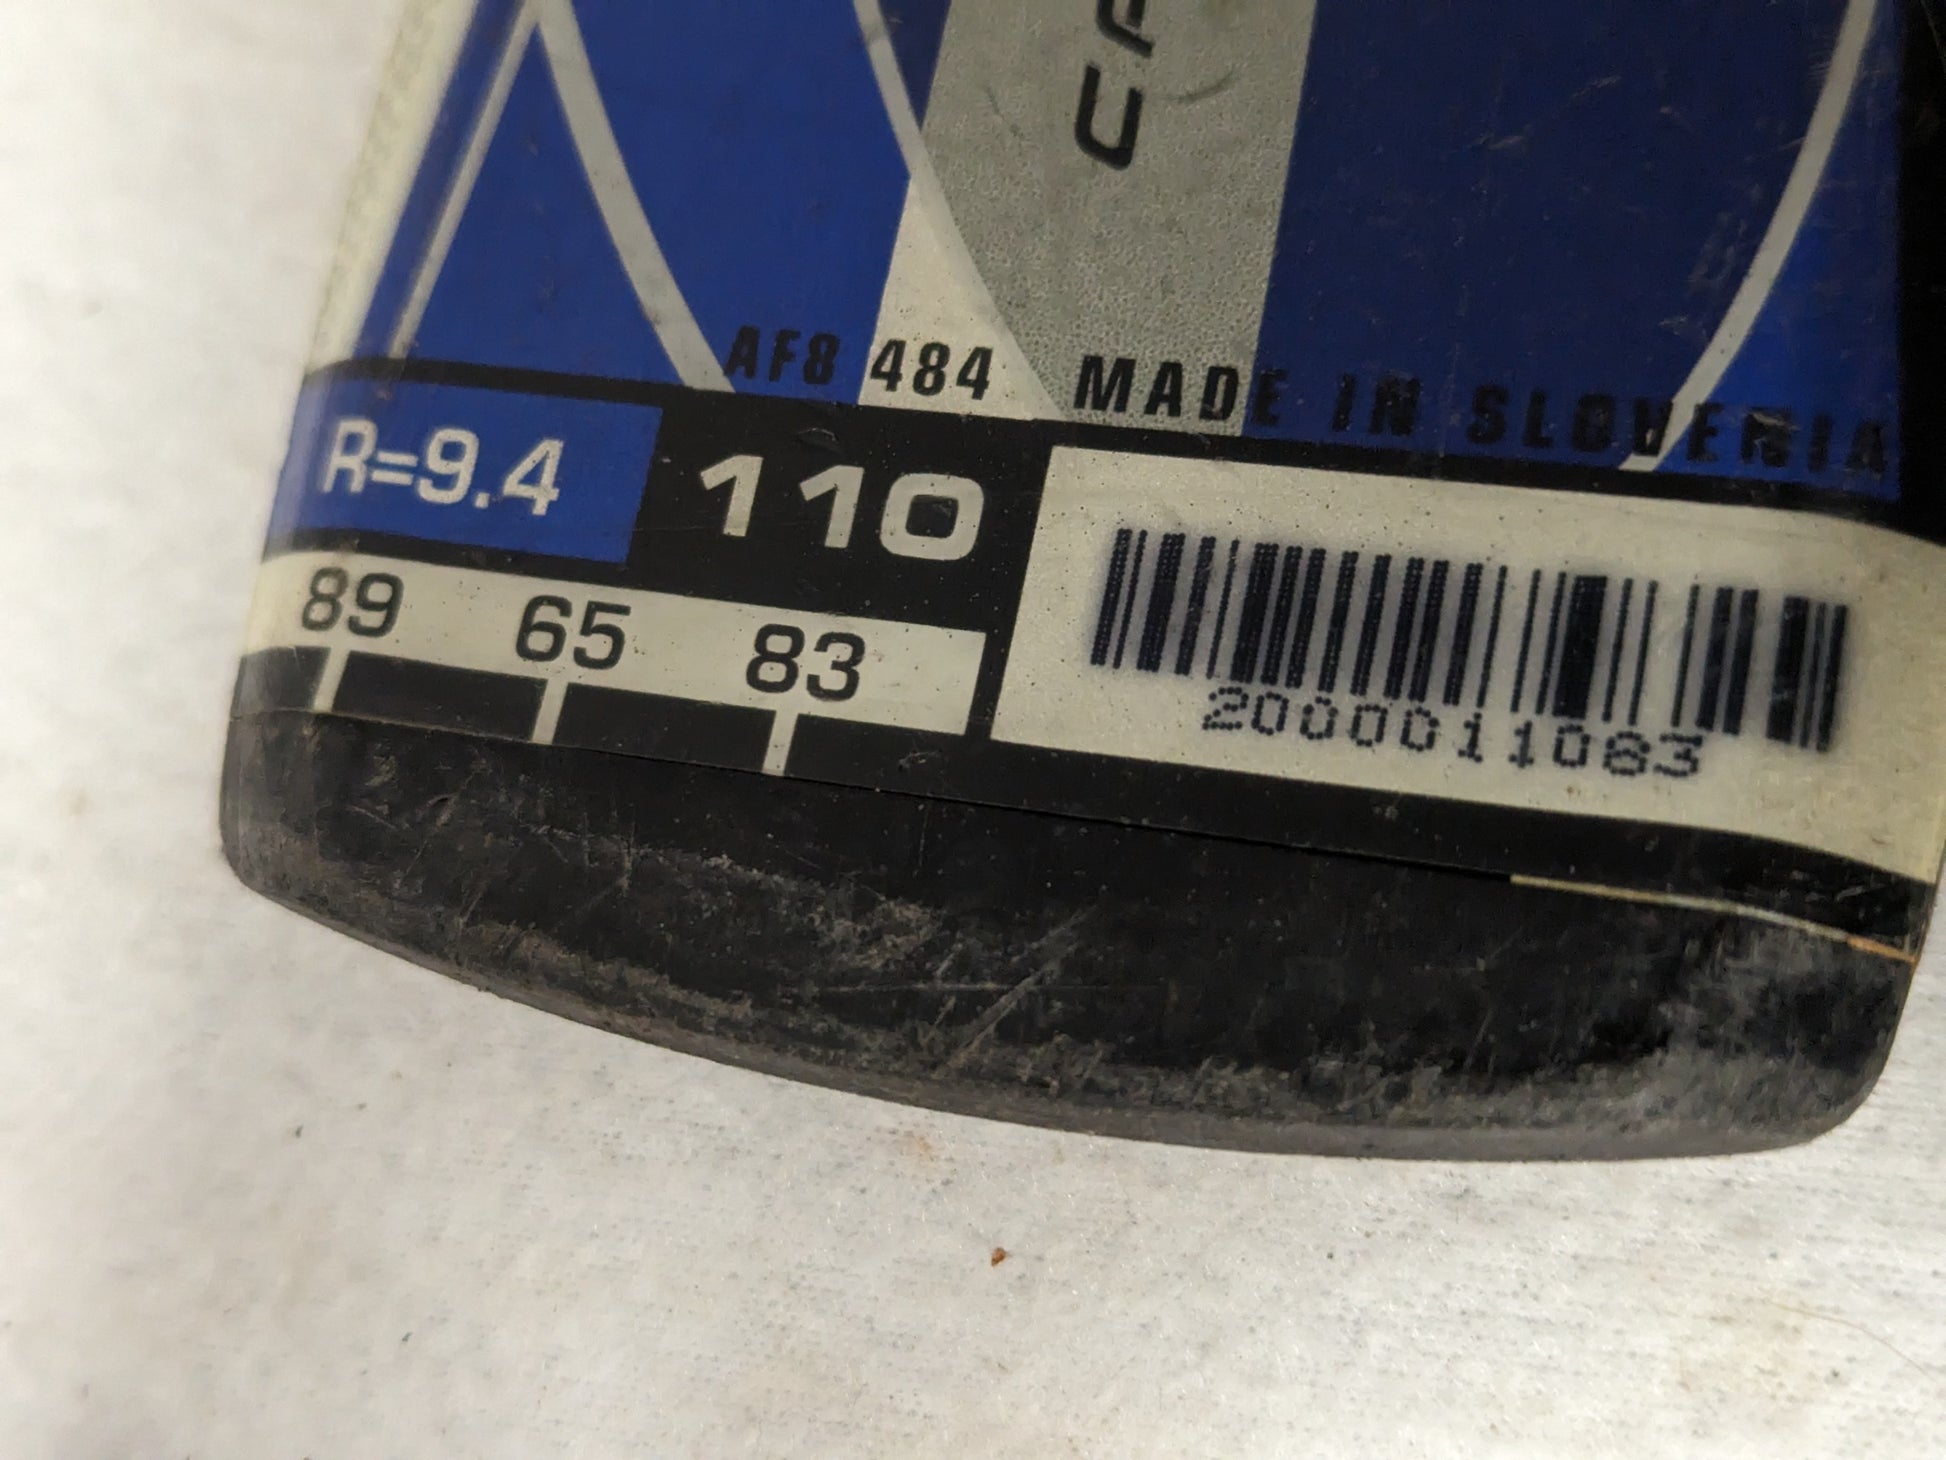 AF8 484 MADE IN SLOVENIA
R=9.4 110
89 65 83
2000011083